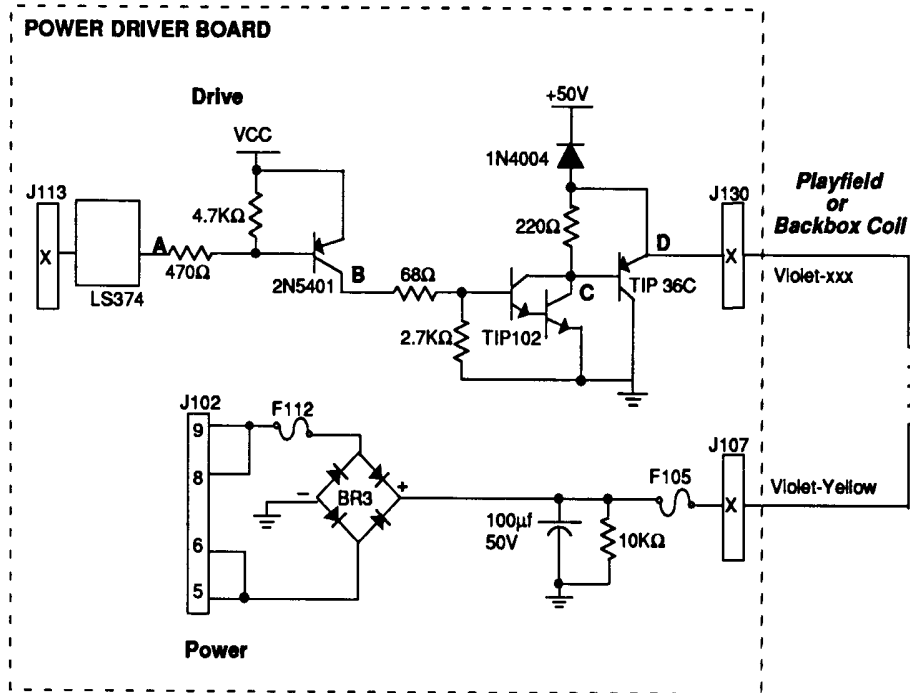 POWER DRIVER BOARD
Drive
+50V
VCC
1N4004
J113
J130
Playfield
or
Backbox Coil
4.7KΩ
220Ω
X
A
D
X
470Ω
B
68Ω
C
TIP 36C
Violet-xxx
LS374
2N5401
2.7KΩ
TIP102
J102
F112
9
8
BR3
-
+
J107
F105
Violet-Yellow
X
100µf
50V
10KΩ
6
5
Power